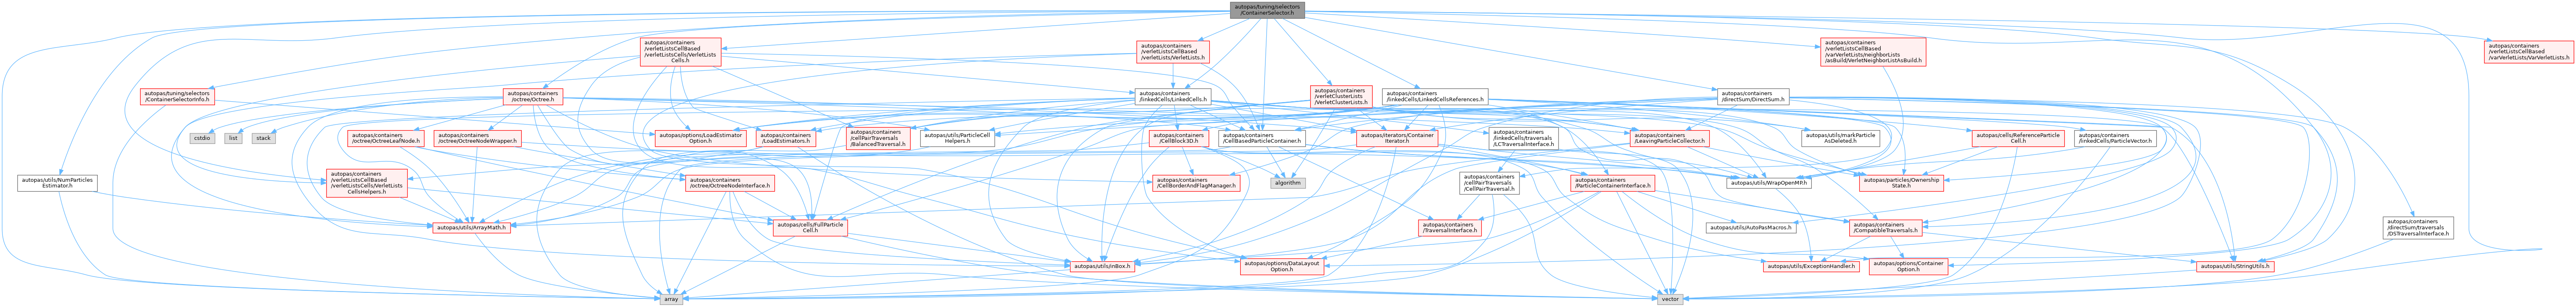 autopas/tuning/selectors
/ContainerSelector.h
autopas/containers
/verletListsCellBased
/verletListsCells/VerletLists
Cells.h
autopas/containers
/verletListsCellBased
/verletLists/VerletLists.h
autopas/containers
/verletListsCellBased
/varVerletLists/neighborLists
/asBuild/VerletNeighborListAsBuild.h
autopas/containers
/verletListsCellBased
/varVerletLists/VarVerletLists.h
autopas/tuning/selectors
/ContainerSelectorInfo.h
autopas/containers
/octree/Octree.h
autopas/containers
/linkedCells/LinkedCells.h
autopas/containers
/verletClusterLists
/VerletClusterLists.h
autopas/containers
/linkedCells/LinkedCellsReferences.h
autopas/containers
/directSum/DirectSum.h
cstdio
list
stack
autopas/containers
/octree/OctreeLeafNode.h
autopas/containers
/octree/OctreeNodeWrapper.h
autopas/options/LoadEstimator
Option.h
autopas/containers
/LoadEstimators.h
autopas/containers
/cellPairTraversals
/BalancedTraversal.h
autopas/utils/ParticleCell
Helpers.h
autopas/containers
/CellBlock3D.h
autopas/containers
/CellBasedParticleContainer.h
autopas/iterators/Container
Iterator.h
autopas/containers
/linkedCells/traversals
/LCTraversalInterface.h
autopas/containers
/LeavingParticleCollector.h
autopas/utils/markParticle
AsDeleted.h
autopas/cells/ReferenceParticle
Cell.h
autopas/containers
/linkedCells/ParticleVector.h
autopas/utils/NumParticles
Estimator.h
autopas/containers
/verletListsCellBased
/verletListsCells/VerletLists
CellsHelpers.h
autopas/containers
/octree/OctreeNodeInterface.h
autopas/containers
/CellBorderAndFlagManager.h
algorithm
autopas/containers
/ParticleContainerInterface.h
autopas/containers
/cellPairTraversals
/CellPairTraversal.h
autopas/utils/WrapOpenMP.h
autopas/particles/Ownership
State.h
autopas/utils/ArrayMath.h
autopas/cells/FullParticle
Cell.h
autopas/containers
/TraversalInterface.h
autopas/utils/AutoPasMacros.h
autopas/containers
/CompatibleTraversals.h
autopas/containers
/directSum/traversals
/DSTraversalInterface.h
autopas/utils/inBox.h
autopas/options/DataLayout
Option.h
autopas/utils/ExceptionHandler.h
autopas/options/Container
Option.h
autopas/utils/StringUtils.h
array
vector